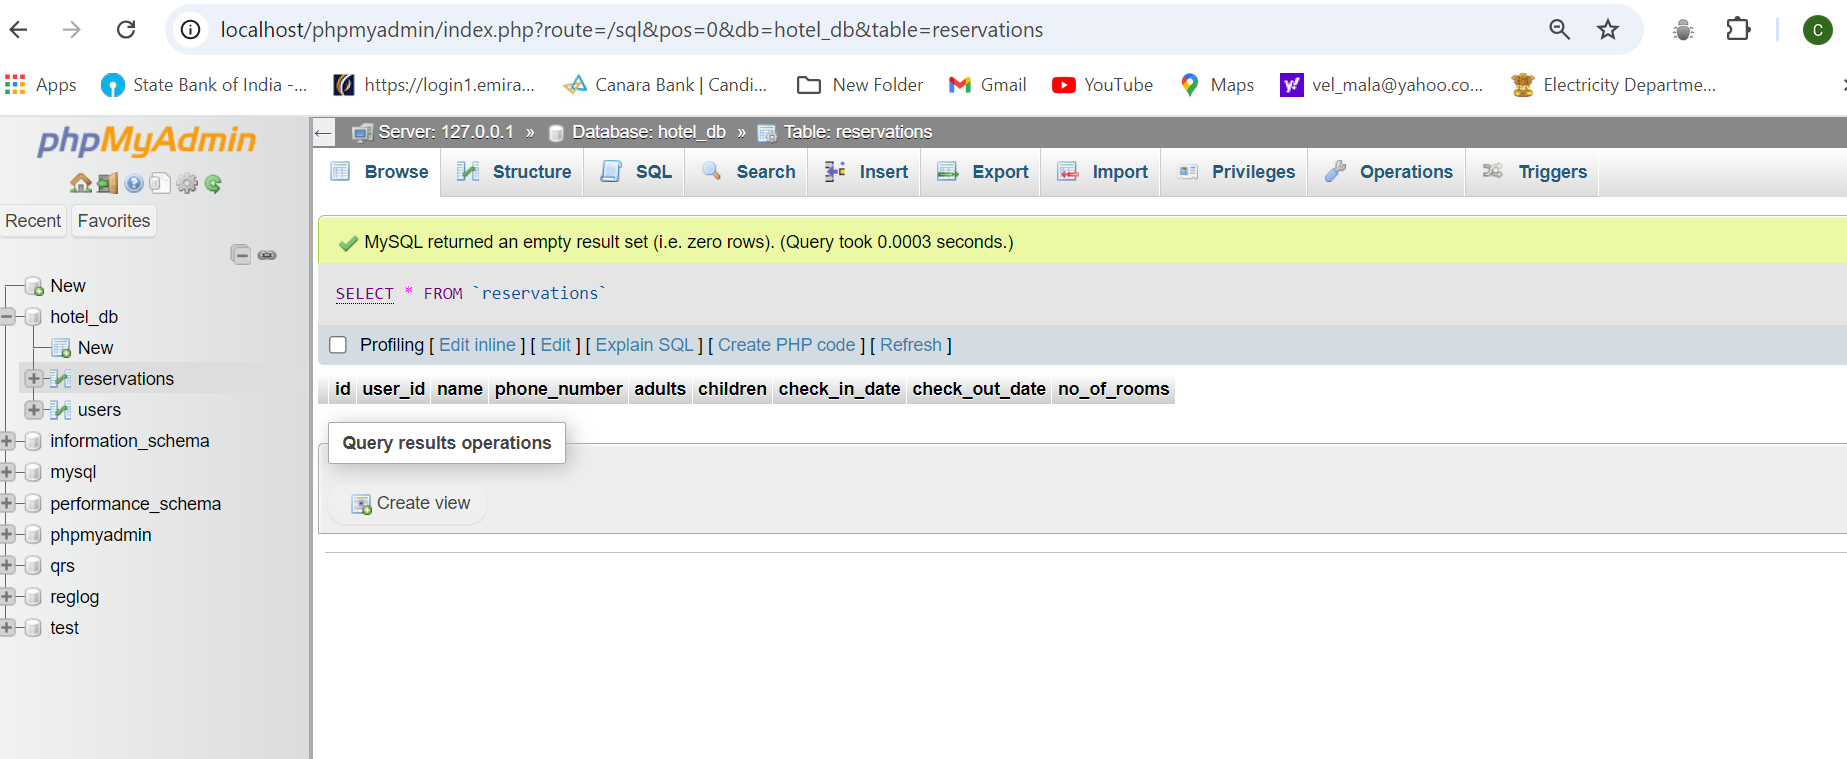 localhost/phpmyadmin/index.php?route=/sql&pos=0&db=hotel_db&table=reservations
C
Apps State Bank of India -... https://login1.emira... Canara Bank | Candi... New Folder Gmail YouTube Maps y! vel_mala@yahoo.co... Electricity Departme...
phpMyAdmin
Recent Favorites
New
hotel_db
New
reservations
users
information_schema
mysql
performance_schema
phpmyadmin
qrs
reglog
test
Server: 127.0.0.1 » Database: hotel_db » Table: reservations
Browse Structure SQL Search Insert Export Import Privileges Operations Triggers
MySQL returned an empty result set (i.e. zero rows). (Query took 0.0003 seconds.)
SELECT * FROM `reservations`
Profiling [ Edit inline ] [ Edit ] [ Explain SQL ] [ Create PHP code ] [ Refresh ]
id user_id name phone_number adults children check_in_date check_out_date no_of_rooms
Query results operations
Create view